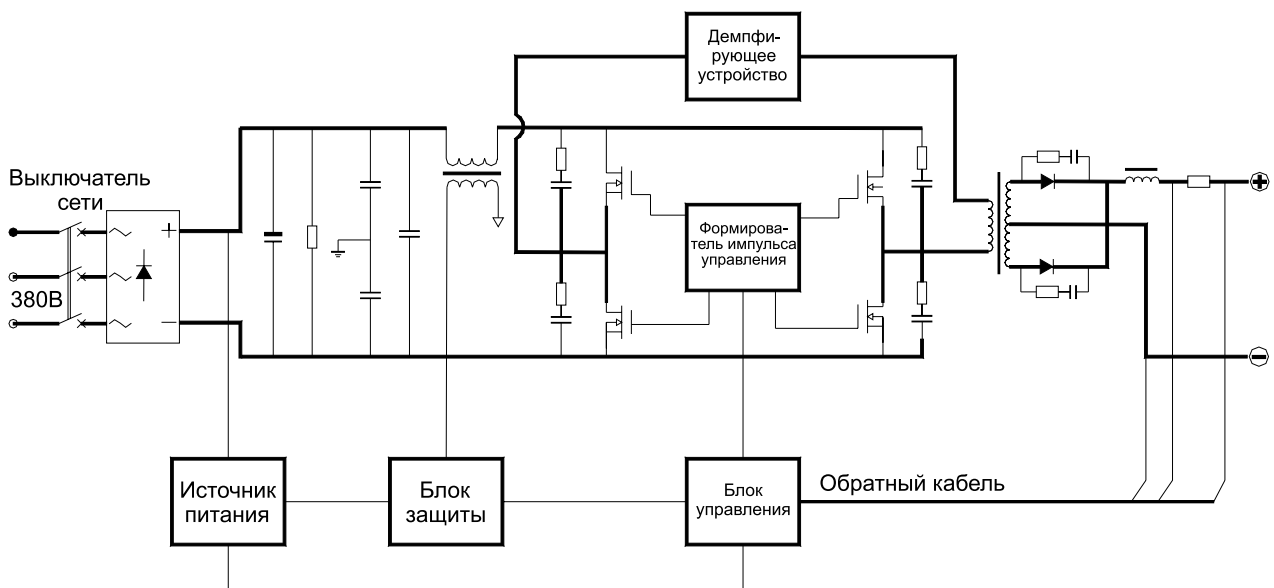 Демпфи-
рующее
устройство
Выключатель
сети
380В
+
−
Формирова-
тель импульса
управления
+
−
Источник
питания
Блок
защиты
Блок
управления
Обратный кабель